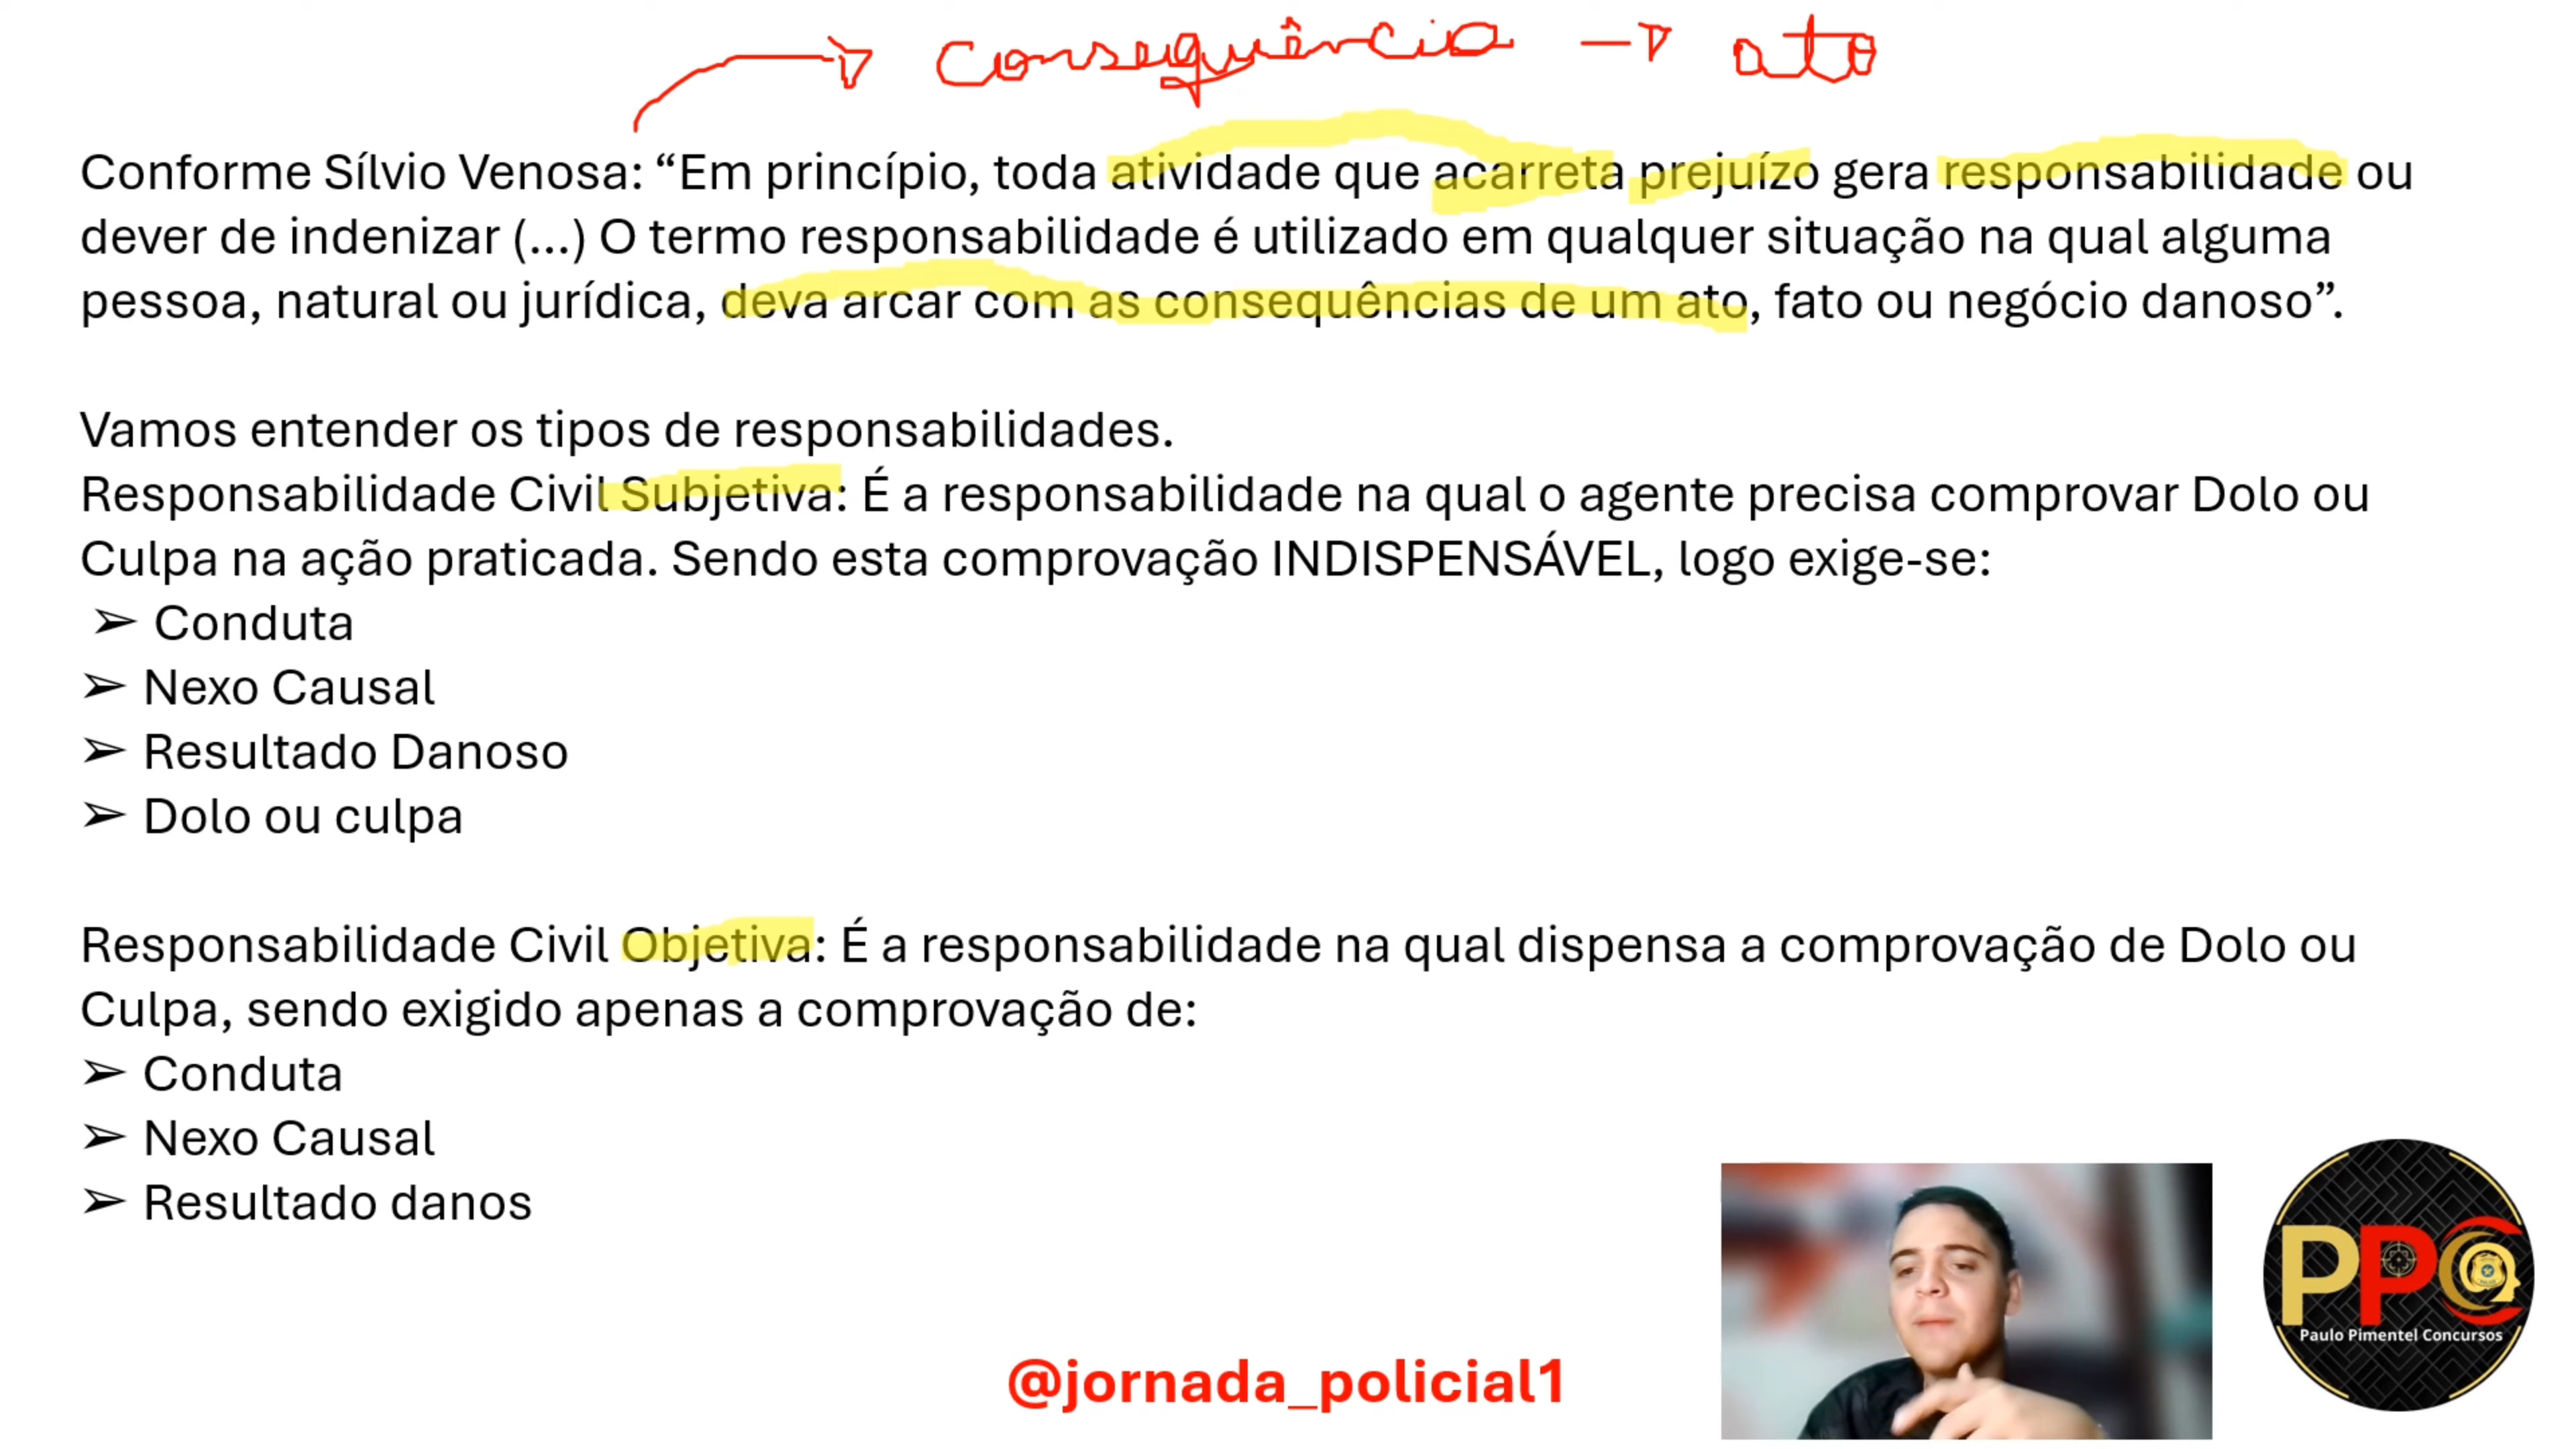 consequência → ato
Conforme Sílvio Venosa: “Em princípio, toda atividade que acarreta prejuízo gera responsabilidade ou
dever de indenizar (...) O termo responsabilidade é utilizado em qualquer situação na qual alguma
pessoa, natural ou jurídica, deva arcar com as consequências de um ato, fato ou negócio danoso”.
Vamos entender os tipos de responsabilidades.
Responsabilidade Civil Subjetiva: É a responsabilidade na qual o agente precisa comprovar Dolo ou
Culpa na ação praticada. Sendo esta comprovação INDISPENSÁVEL, logo exige-se:
➢ Conduta
➢ Nexo Causal
➢ Resultado Danoso
➢ Dolo ou culpa
Responsabilidade Civil Objetiva: É a responsabilidade na qual dispensa a comprovação de Dolo ou
Culpa, sendo exigido apenas a comprovação de:
➢ Conduta
➢ Nexo Causal
➢ Resultado danos
@jornada_policial1
PPC
Paulo Pimentel Concursos